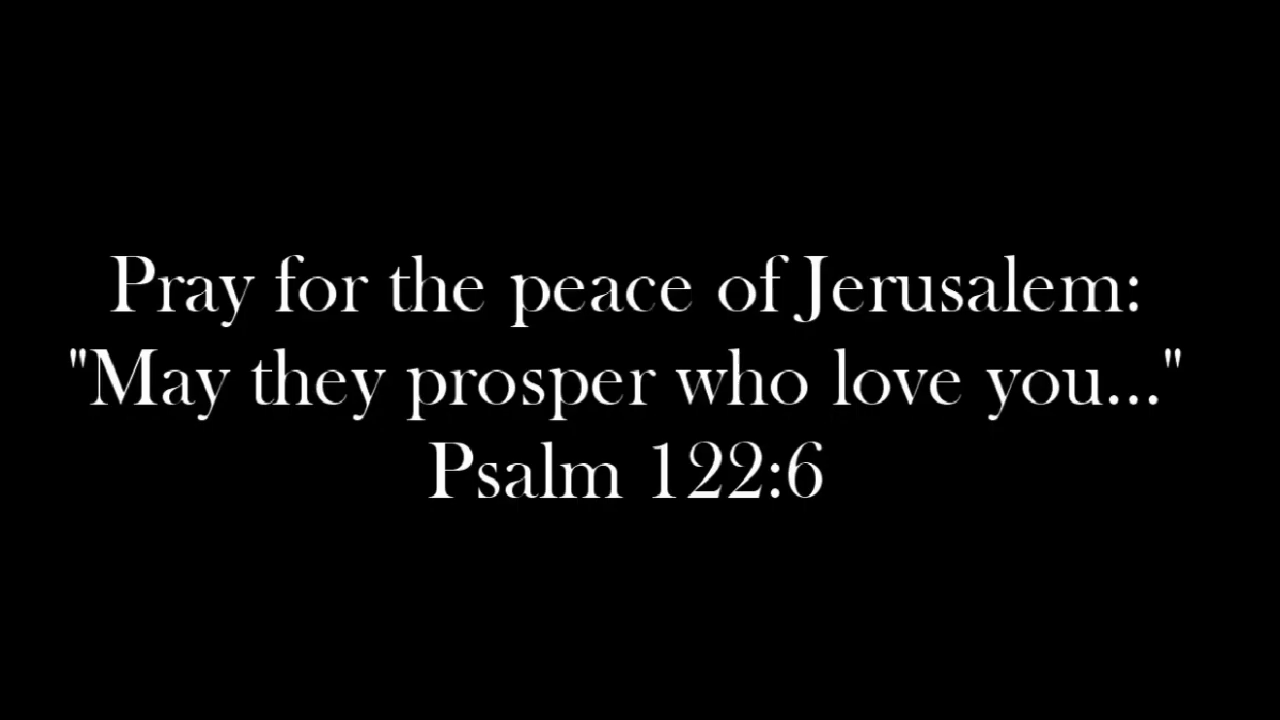 Pray for the peace of Jerusalem:
"May they prosper who love you..."
Psalm 122:6